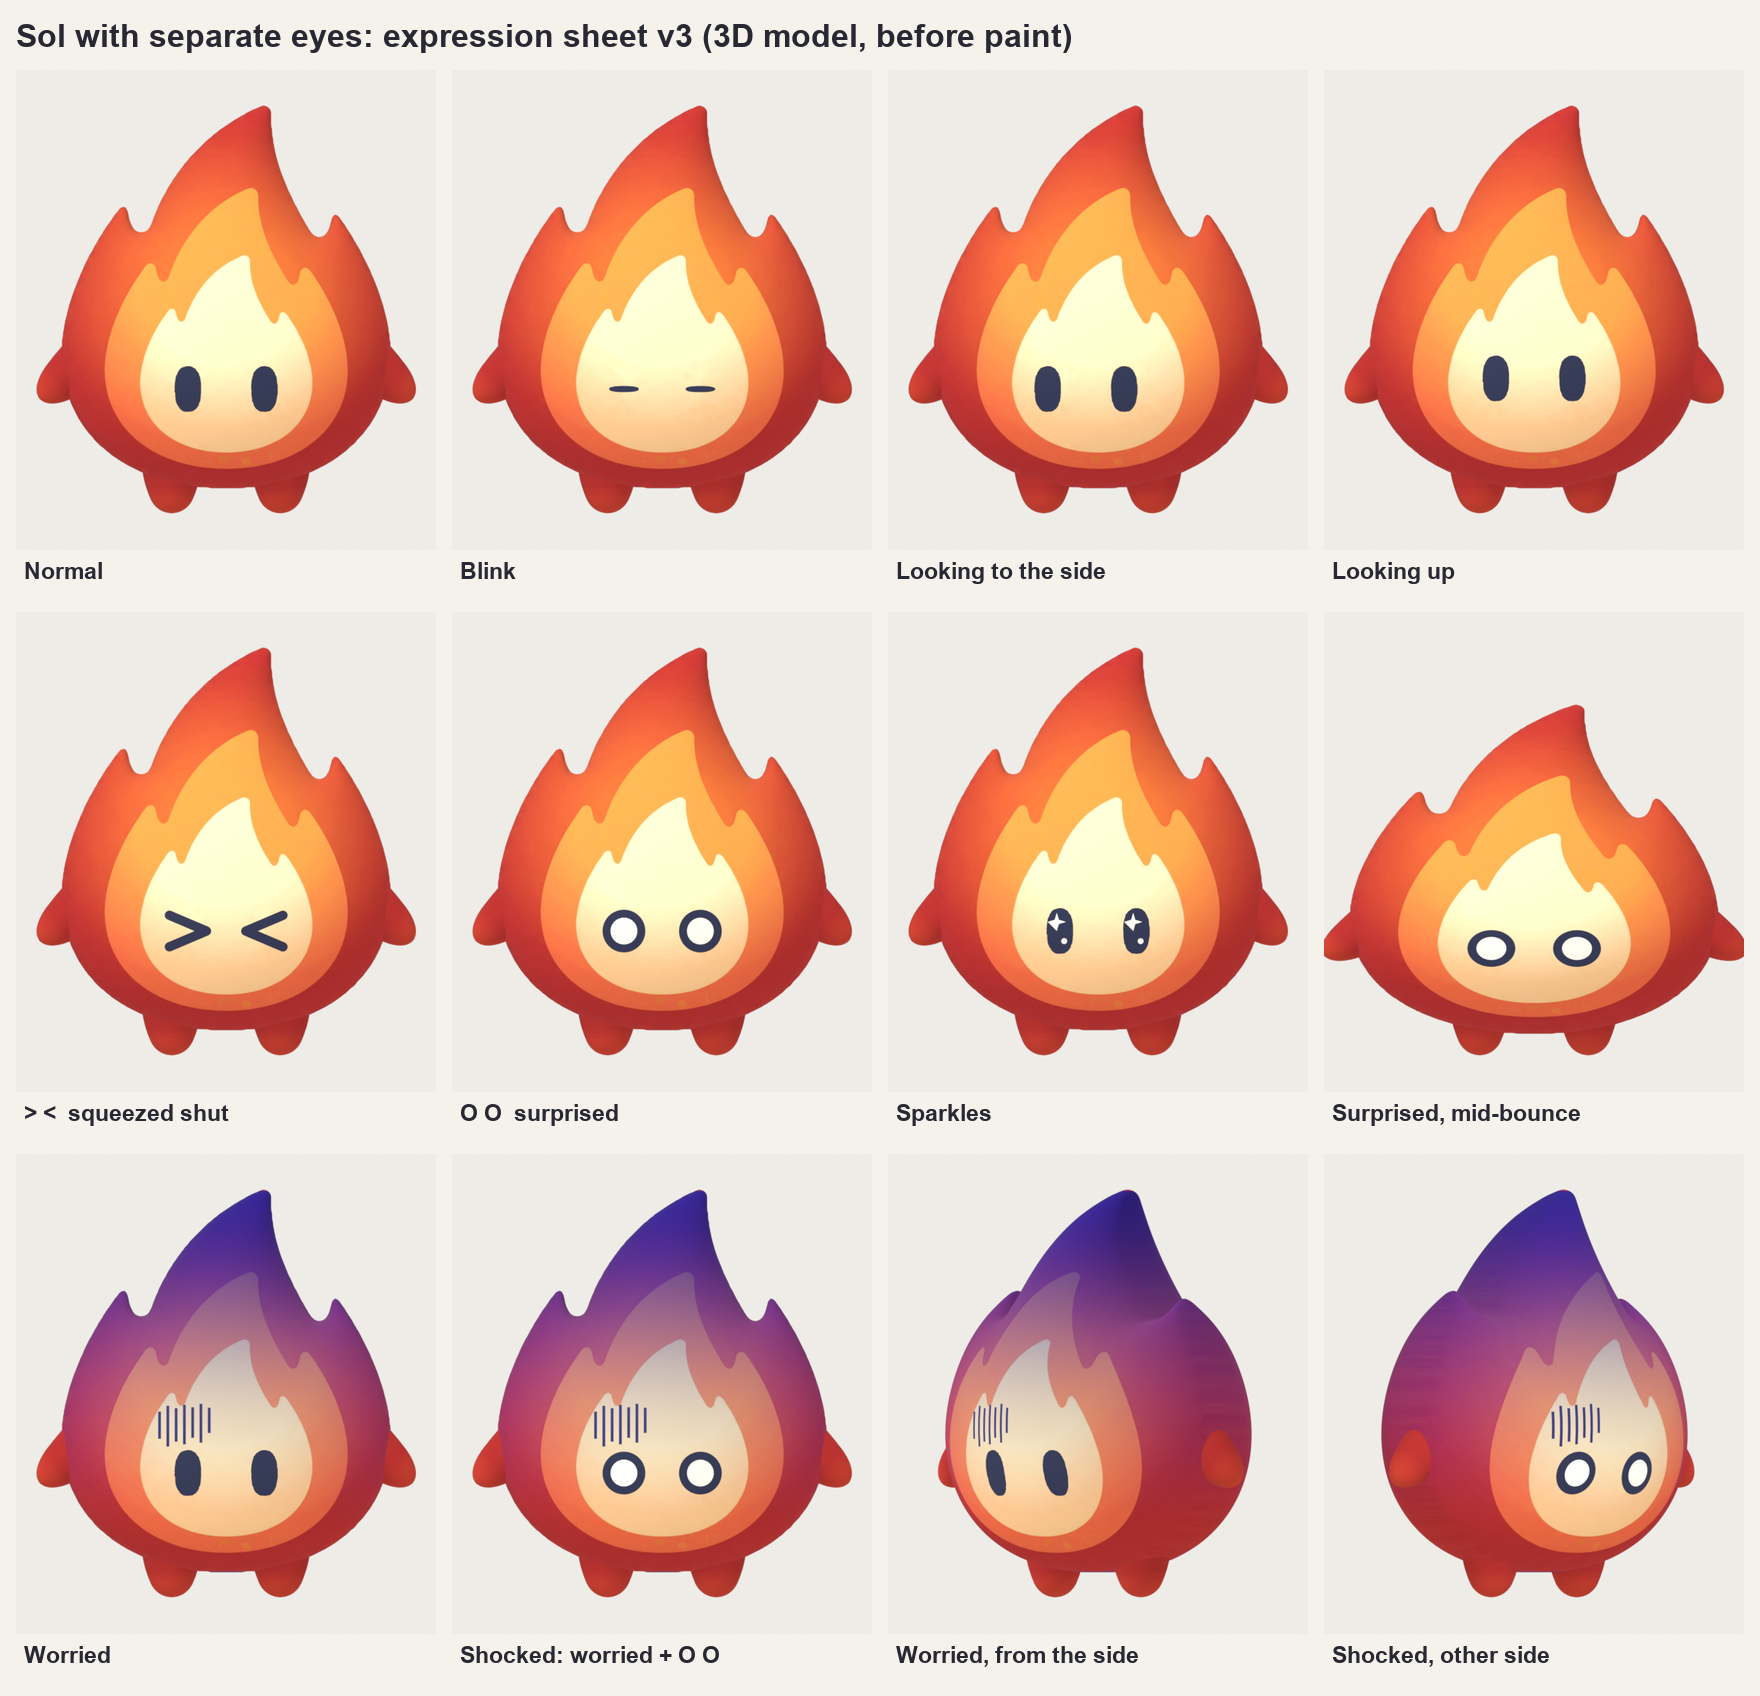 Sol with separate eyes: expression sheet v3 (3D model, before paint)
Normal
Blink
Looking to the side
Looking up
> < squeezed shut
O O surprised
Sparkles
Surprised, mid-bounce
Worried
Shocked: worried + O O
Worried, from the side
Shocked, other side